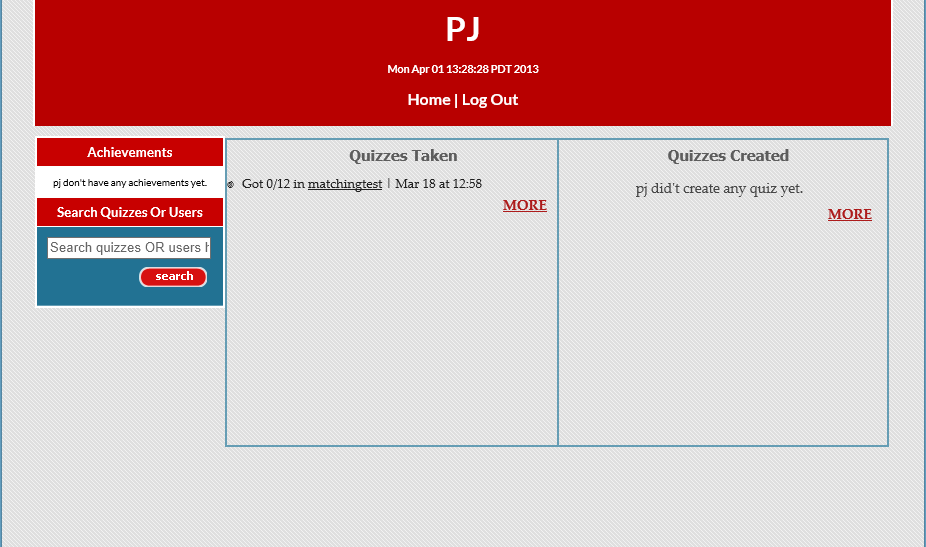 PJ
Mon Apr 01 13:28:28 PDT 2013
Home | Log Out
Achievements
pj don't have any achievements yet.
Search Quizzes Or Users
Search quizzes OR users h
search
Quizzes Taken
Got 0/12 in matchingtest | Mar 18 at 12:58
MORE
Quizzes Created
pj did't create any quiz yet.
MORE